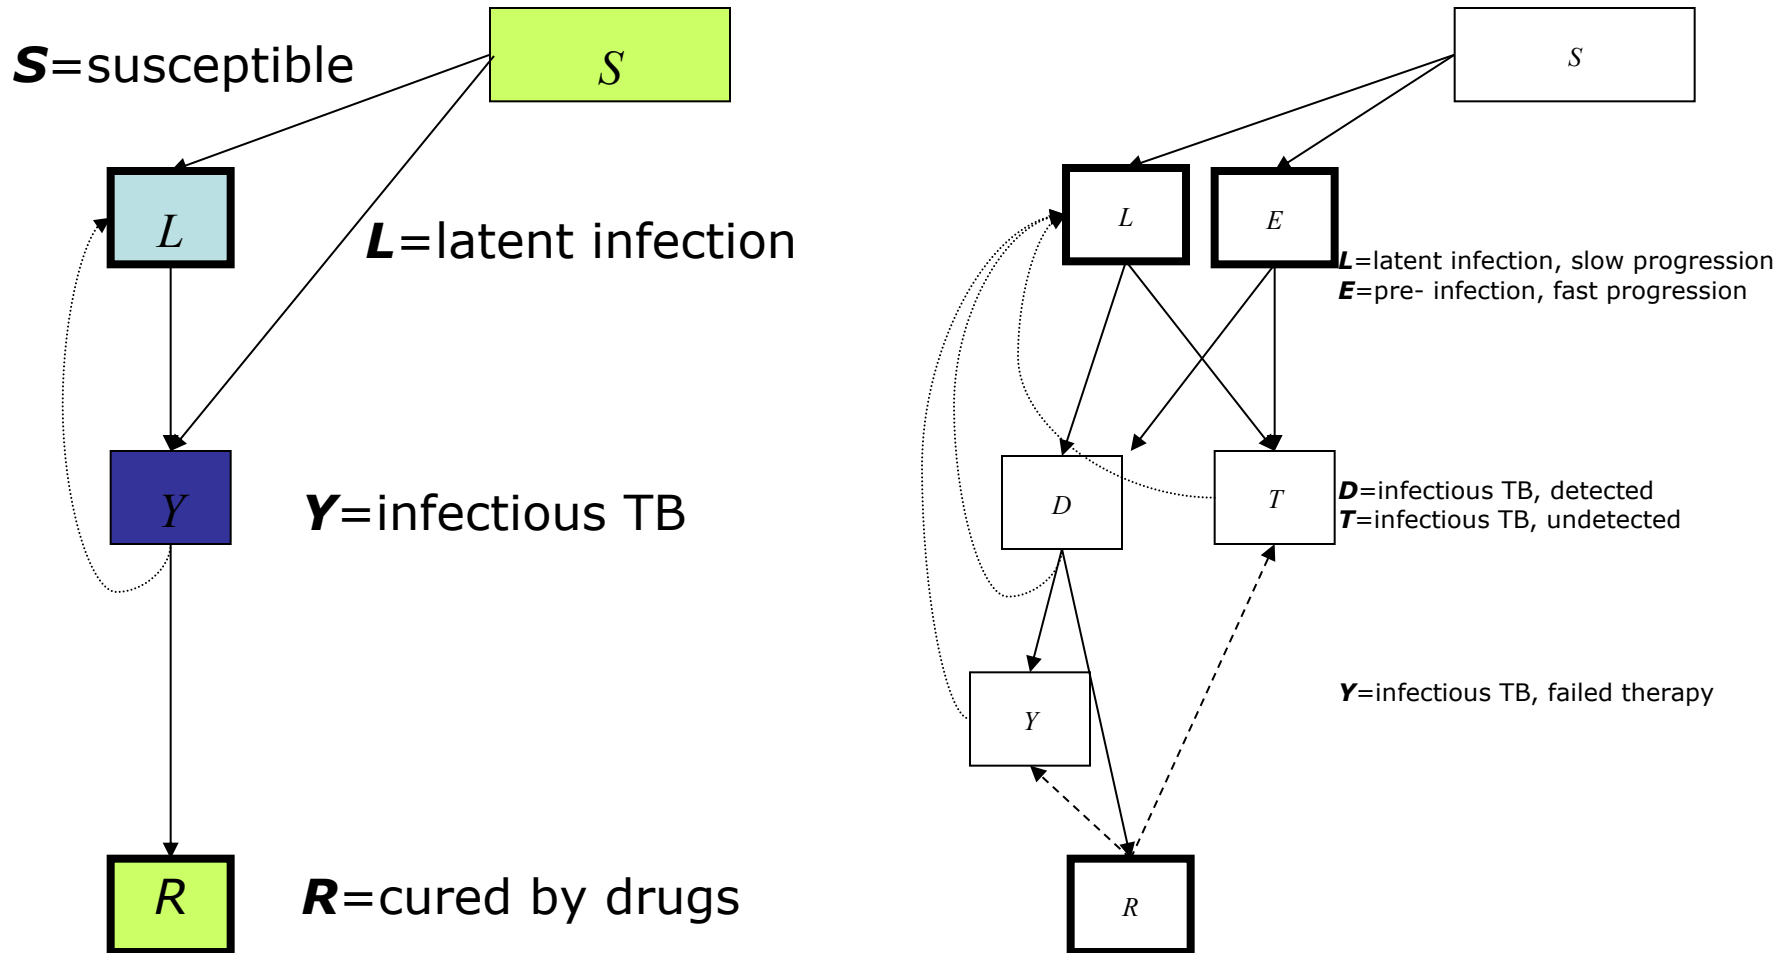 S=susceptible
S
L
L=latent infection
Y
Y=infectious TB
R
R=cured by drugs
S
L
E
L=latent infection, slow progression
E=pre- infection, fast progression
D
T
D=infectious TB, detected
T=infectious TB, undetected
Y
Y=infectious TB, failed therapy
R